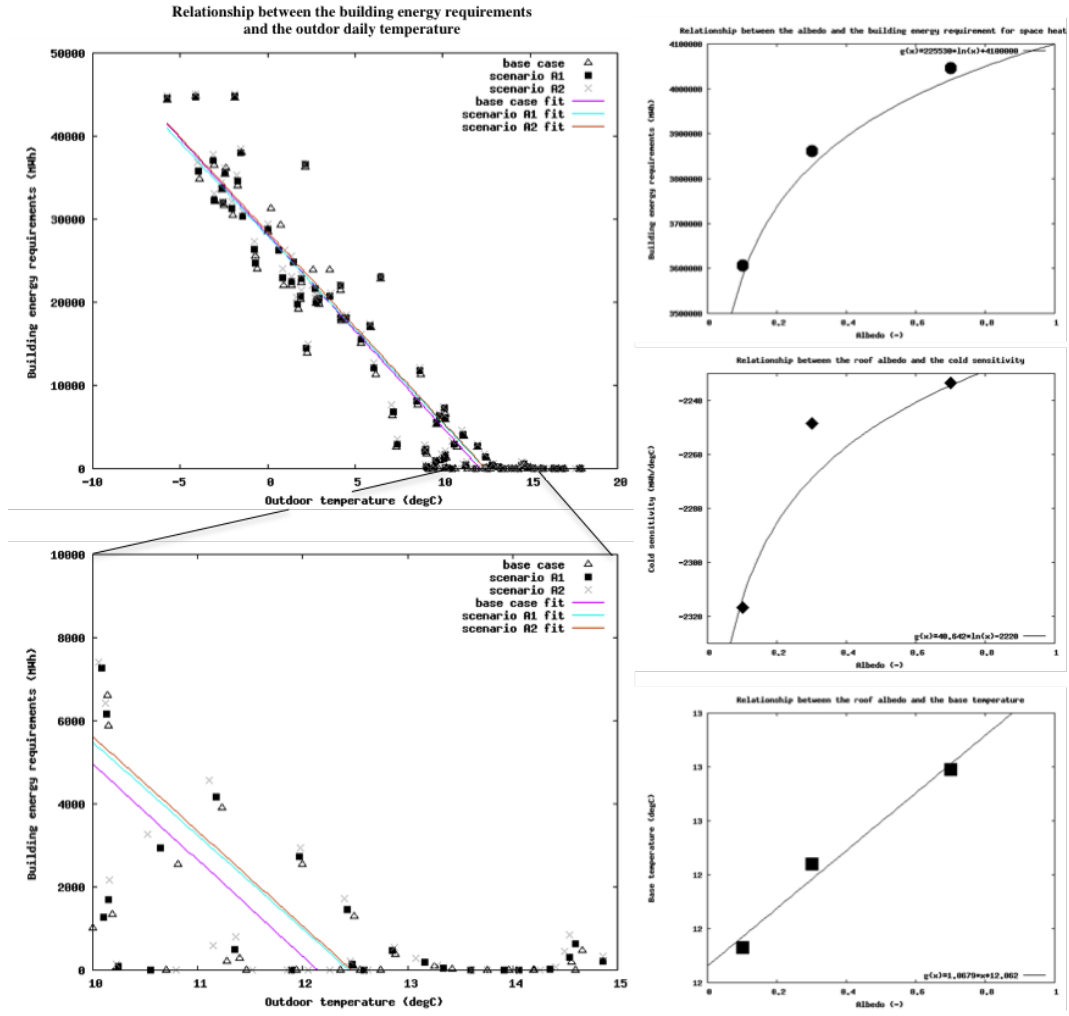 Relationship between the building energy requirements
and the outdor daily temperature
50000
40000
30000
20000
10000
0
-10
-5
0
5
10
15
20
Building energy requirements (MWh)
Outdoor temperature (degC)
base case
scenario A1
scenario A2
base case fit
scenario A1 fit
scenario A2 fit
10000
8000
6000
4000
2000
0
10
11
12
13
14
15
Building energy requirements (MWh)
Outdoor temperature (degC)
base case
scenario A1
scenario A2
base case fit
scenario A1 fit
scenario A2 fit
Relationship between the albedo and the building energy requirement for space heat
g(x)=225530*ln(x)+4100000
4100000
4000000
3900000
3800000
3700000
3600000
3500000
0
0.2
0.4
0.6
0.8
1
Building energy requirements (MWh)
Albedo (-)
Relationship between the roof albedo and the cold sensitivity
-2240
-2260
-2280
-2300
-2320
0
0.2
0.4
0.6
0.8
1
Cold sensitivity (MWh/degC)
Albedo (-)
g(x)=40.642*ln(x)-2220
Relationship between the roof albedo and the base temperature
13
13
13
12
12
12
0
0.2
0.4
0.6
0.8
1
Base temperature (degC)
Albedo (-)
g(x)=1.0679*x+12.062